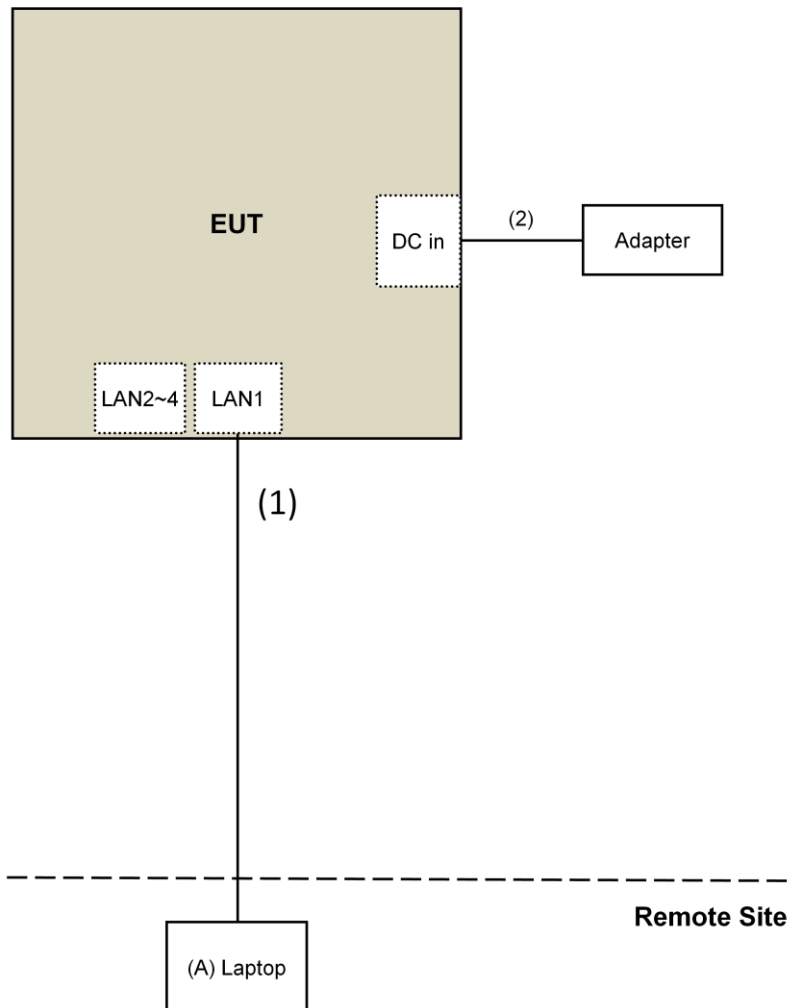 EUT
DC in
(2)
Adapter
LAN2~4
LAN1
(1)
Remote Site
(A) Laptop